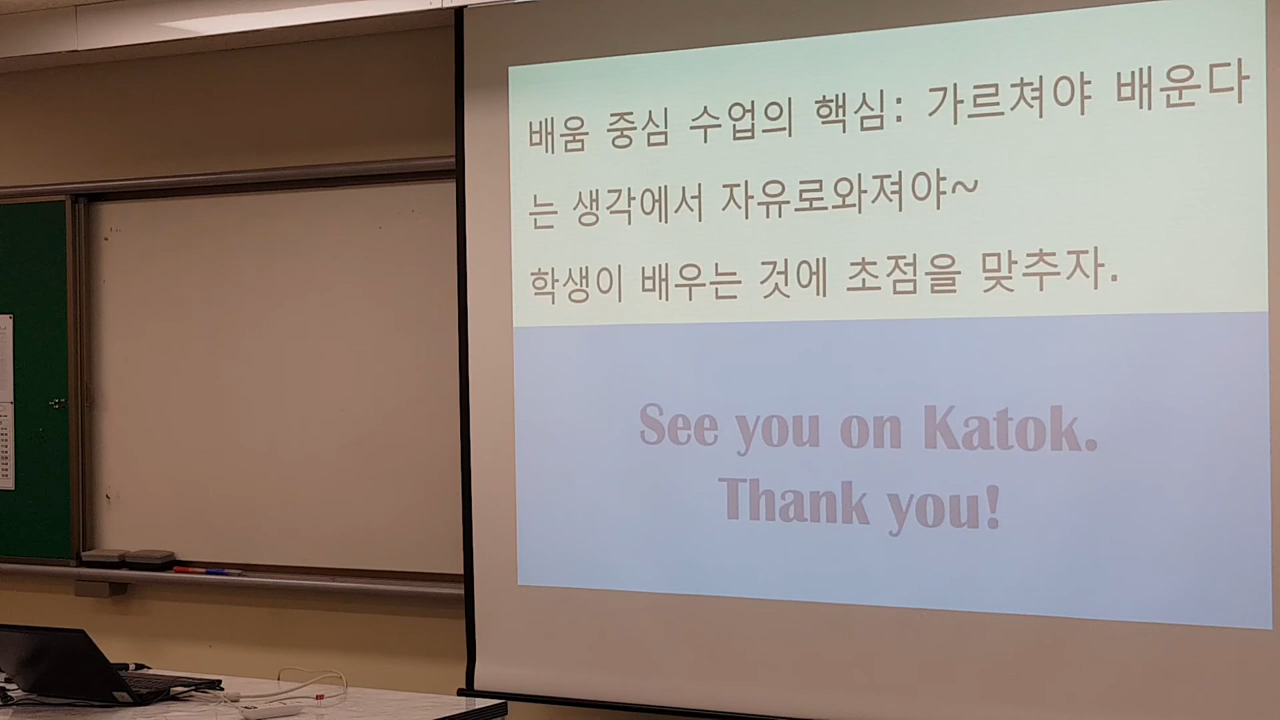 배움 중심 수업의 핵심: 가르쳐야 배운다
는 생각에서 자유로와져야~
학생이 배우는 것에 초점을 맞추자.
See you on Katok.
Thank you!